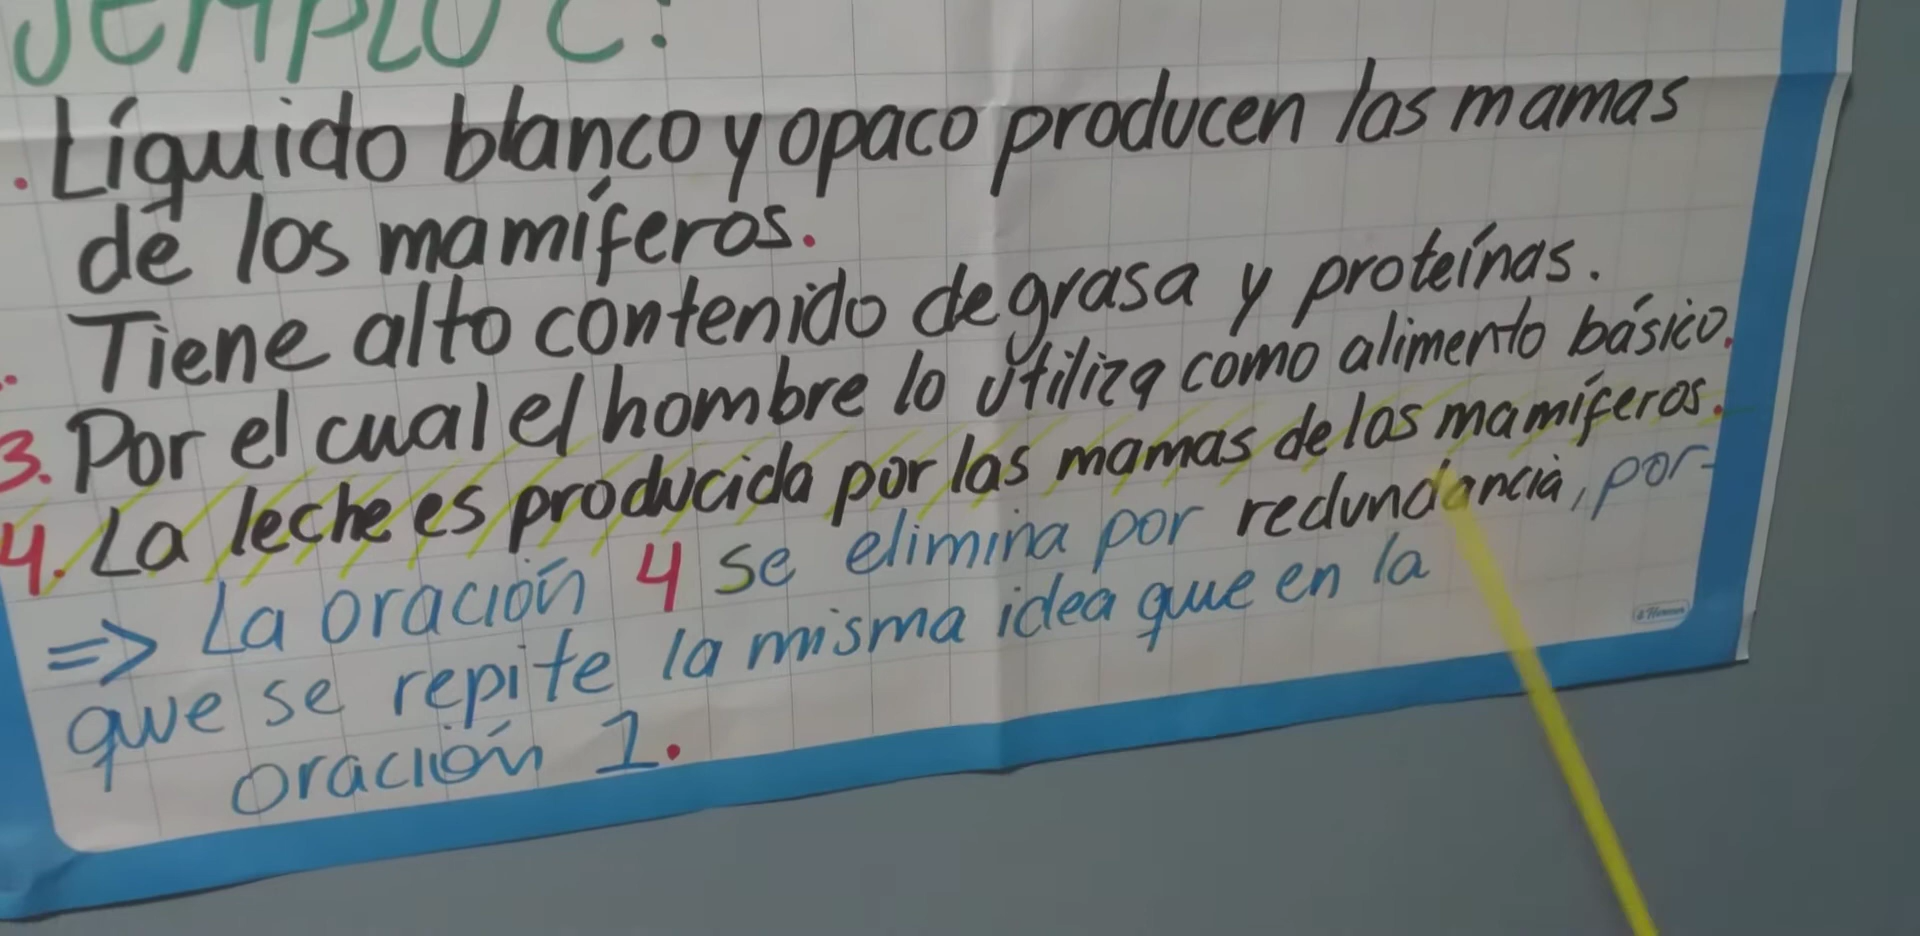 JEMPLO C:
. Líquido blanco y opaco producen las mamas
de los mamíferos.
. Tiene alto contenido de grasa y proteínas.
3. Por el cual el hombre lo utiliza como alimento básico.
4. La leche es producida por las mamas de los mamíferos.
=> La oración 4 se elimina por redundancia, por-
que se repite la misma idea que en la
oración 1.